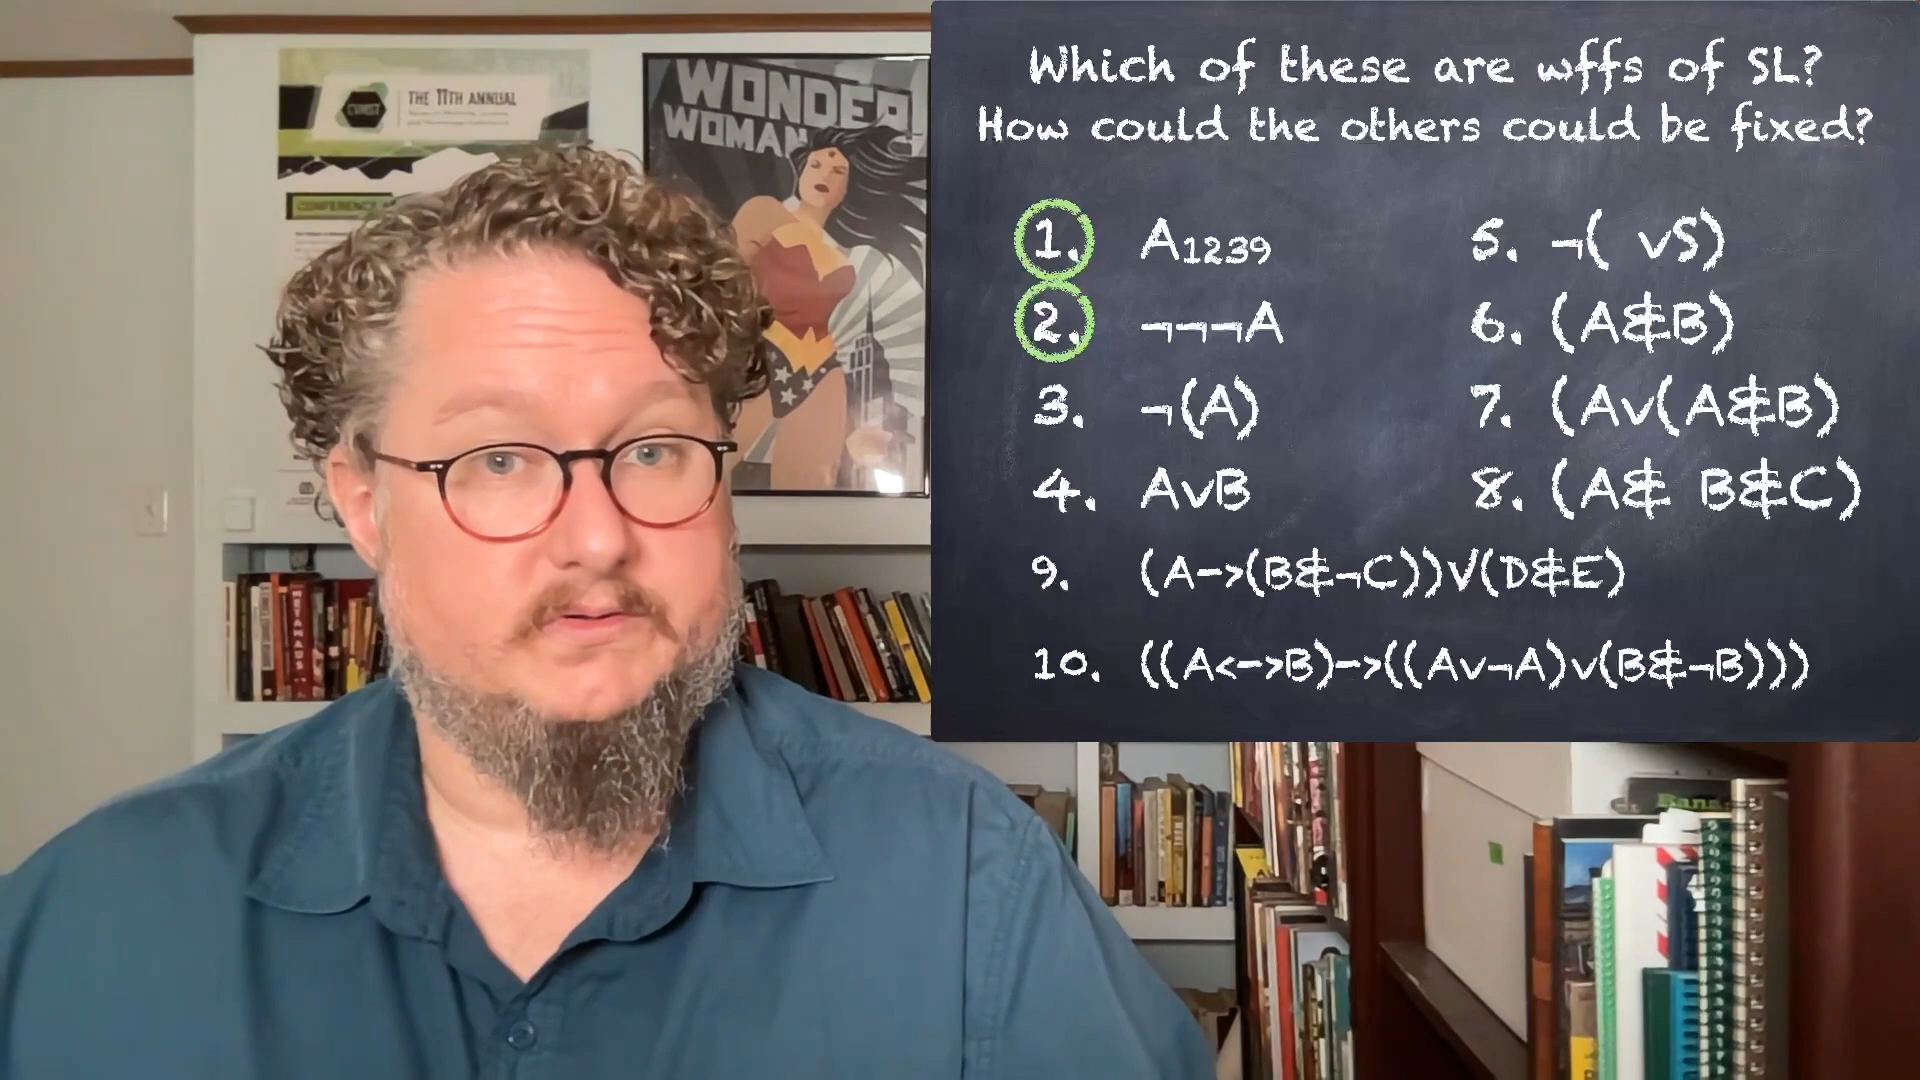 THE 11TH ANNUAL
WONDER
WOMAN
Which of these are wffs of SL?
How could the others could be fixed?
1. A₁₂₃₉
2. ¬¬¬A
3. ¬(A)
4. AvB
5. ¬( vS)
6. (A&B)
7. (Av(A&B)
8. (A& B&C)
9. (A->(B&¬C))V(D&E)
10. ((A<->B)->((Av¬A)v(B&¬B)))